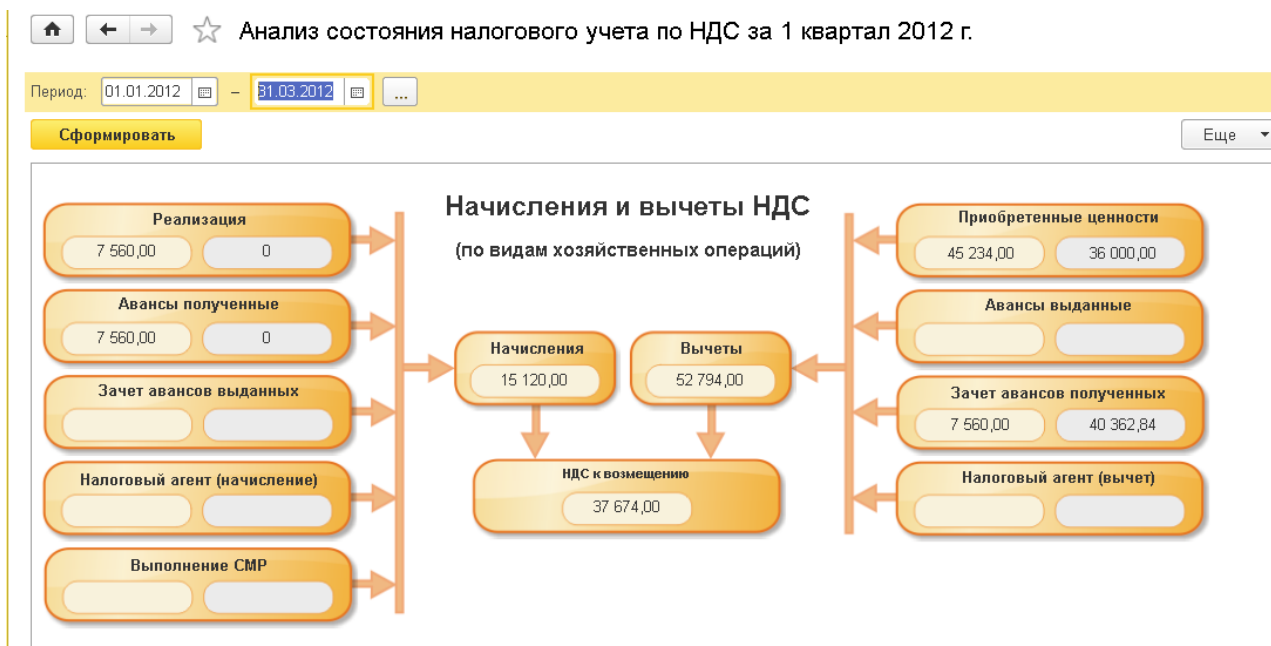 Анализ состояния налогового учета по НДС за 1 квартал 2012 г.
Период: 01.01.2012 – 31.03.2012 ...
Сформировать
Еще
Начисления и вычеты НДС
(по видам хозяйственных операций)
Реализация
7 560,00 0
Авансы полученные
7 560,00 0
Зачет авансов выданных
Налоговый агент (начисление)
Выполнение СМР
Начисления
15 120,00
Вычеты
52 794,00
НДС к возмещению
37 674,00
Приобретенные ценности
45 234,00 36 000,00
Авансы выданные
Зачет авансов полученных
7 560,00 40 362,84
Налоговый агент (вычет)